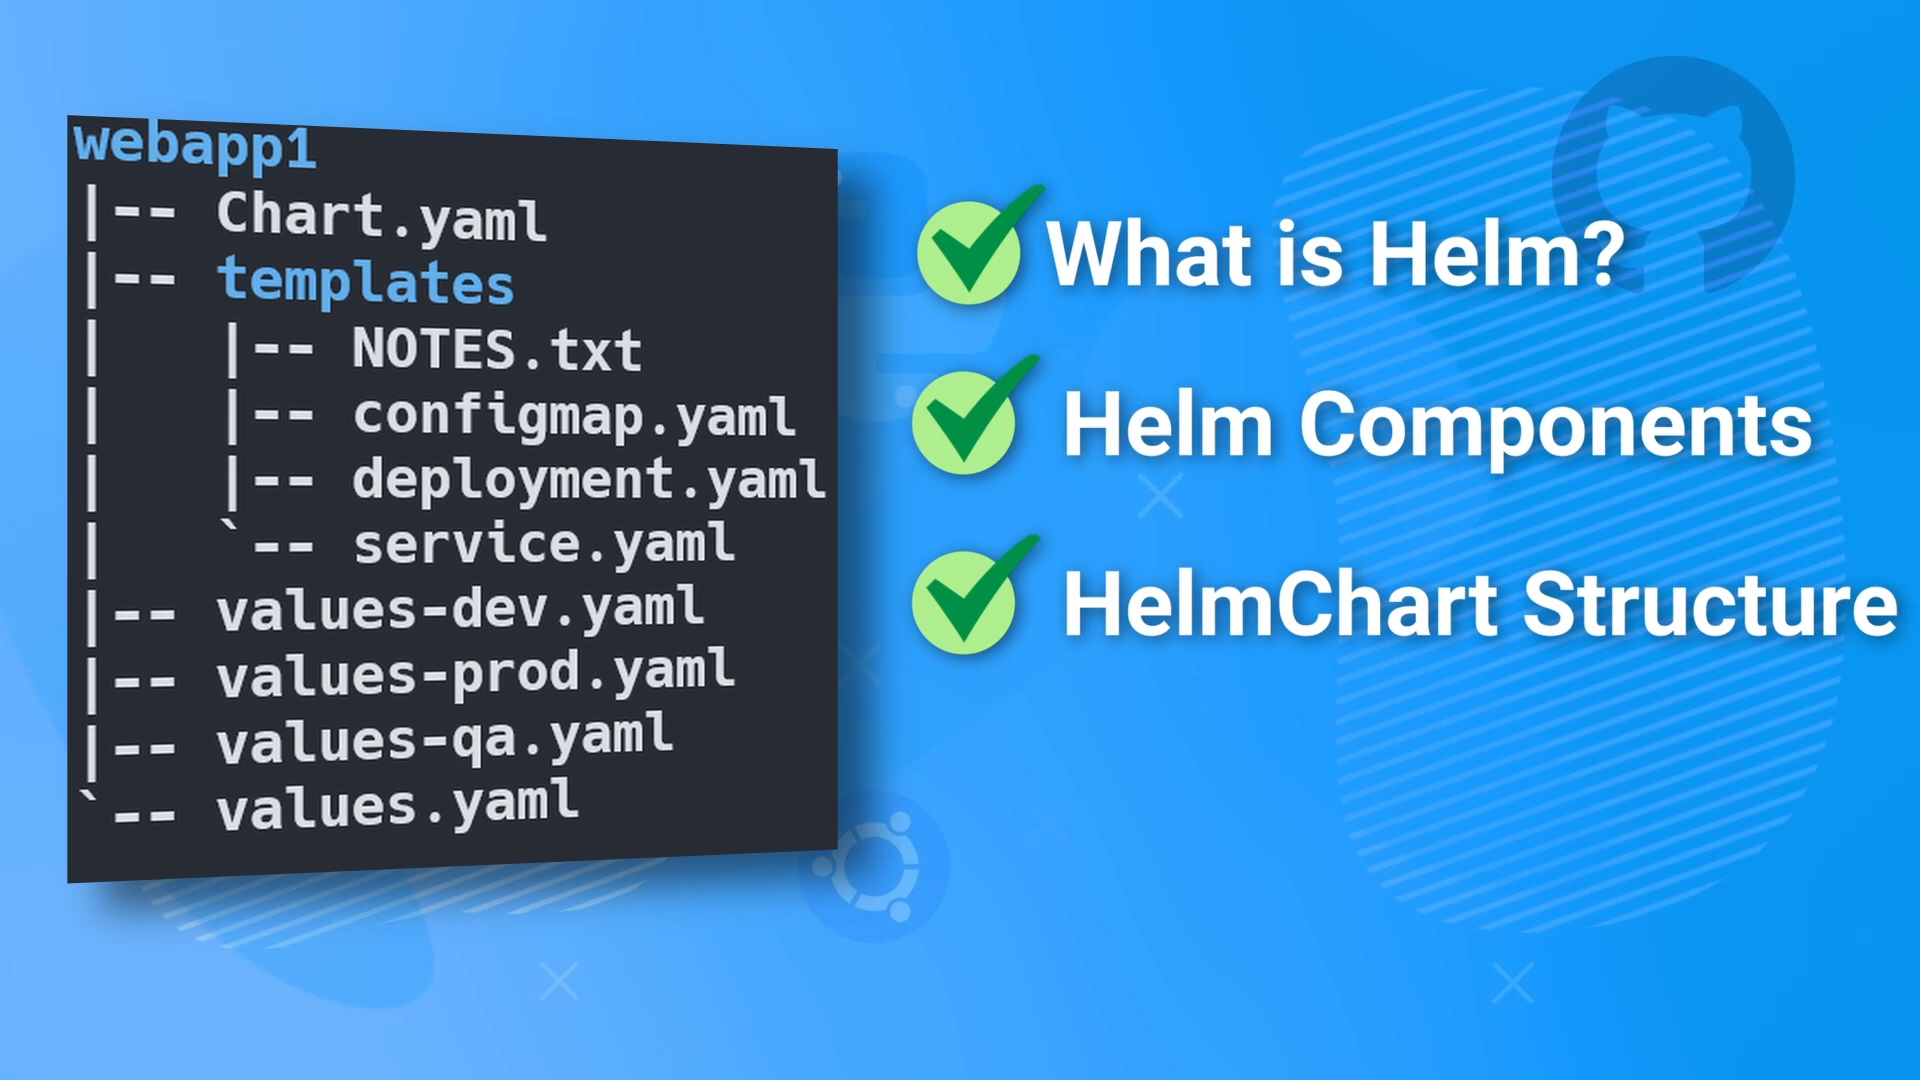 webapp1
|-- Chart.yaml
|-- templates
|   |-- NOTES.txt
|   |-- configmap.yaml
|   |-- deployment.yaml
|   `-- service.yaml
|-- values-dev.yaml
|-- values-prod.yaml
|-- values-qa.yaml
`-- values.yaml
What is Helm?
Helm Components
HelmChart Structure